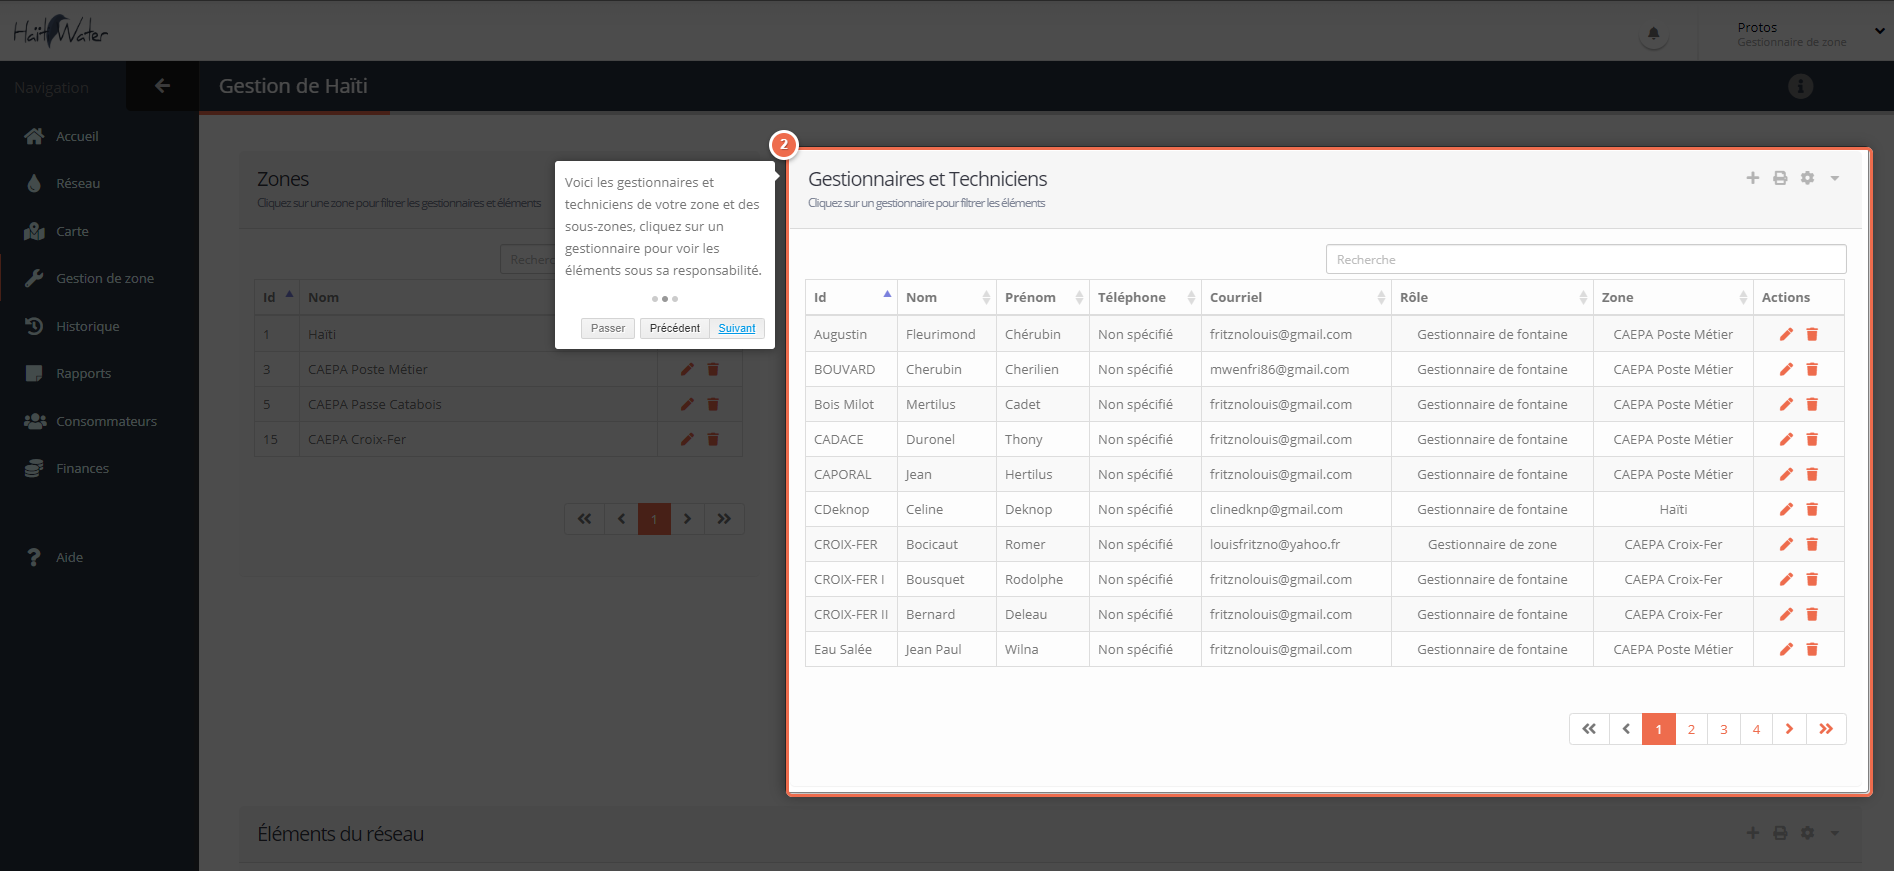 Haïti Water
Protos
Gestionnaire de zone
Navigation
Gestion de Haïti
Accueil
Réseau
Carte
Gestion de zone
Historique
Rapports
Consommateurs
Finances
Aide
Zones
Cliquez sur une zone pour filtrer les gestionnaires et éléments
Recherc
Id Nom
1 Haïti
3 CAEPA Poste Métier
5 CAEPA Passe Catabois
15 CAEPA Croix-Fer
1
2
Voici les gestionnaires et
techniciens de votre zone et des
sous-zones, cliquez sur un
gestionnaire pour voir les
éléments sous sa responsabilité.
Passer Précédent Suivant
Gestionnaires et Techniciens
Cliquez sur un gestionnaire pour filtrer les éléments
Recherche
Id Nom Prénom Téléphone Courriel Rôle Zone Actions
Augustin Fleurimond Chérubin Non spécifié fritznolouis@gmail.com Gestionnaire de fontaine CAEPA Poste Métier
BOUVARD Cherubin Cherilien Non spécifié mwenfri86@gmail.com Gestionnaire de fontaine CAEPA Poste Métier
Bois Milot Mertilus Cadet Non spécifié fritznolouis@gmail.com Gestionnaire de fontaine CAEPA Poste Métier
CADACE Duronel Thony Non spécifié fritznolouis@gmail.com Gestionnaire de fontaine CAEPA Poste Métier
CAPORAL Jean Hertilus Non spécifié fritznolouis@gmail.com Gestionnaire de fontaine CAEPA Poste Métier
CDeknop Celine Deknop Non spécifié clinedknp@gmail.com Gestionnaire de fontaine Haïti
CROIX-FER Bocicaut Romer Non spécifié louisfritzno@yahoo.fr Gestionnaire de zone CAEPA Croix-Fer
CROIX-FER I Bousquet Rodolphe Non spécifié fritznolouis@gmail.com Gestionnaire de fontaine CAEPA Croix-Fer
CROIX-FER II Bernard Deleau Non spécifié fritznolouis@gmail.com Gestionnaire de fontaine CAEPA Croix-Fer
Eau Salée Jean Paul Wilna Non spécifié fritznolouis@gmail.com Gestionnaire de fontaine CAEPA Poste Métier
1 2 3 4
Éléments du réseau